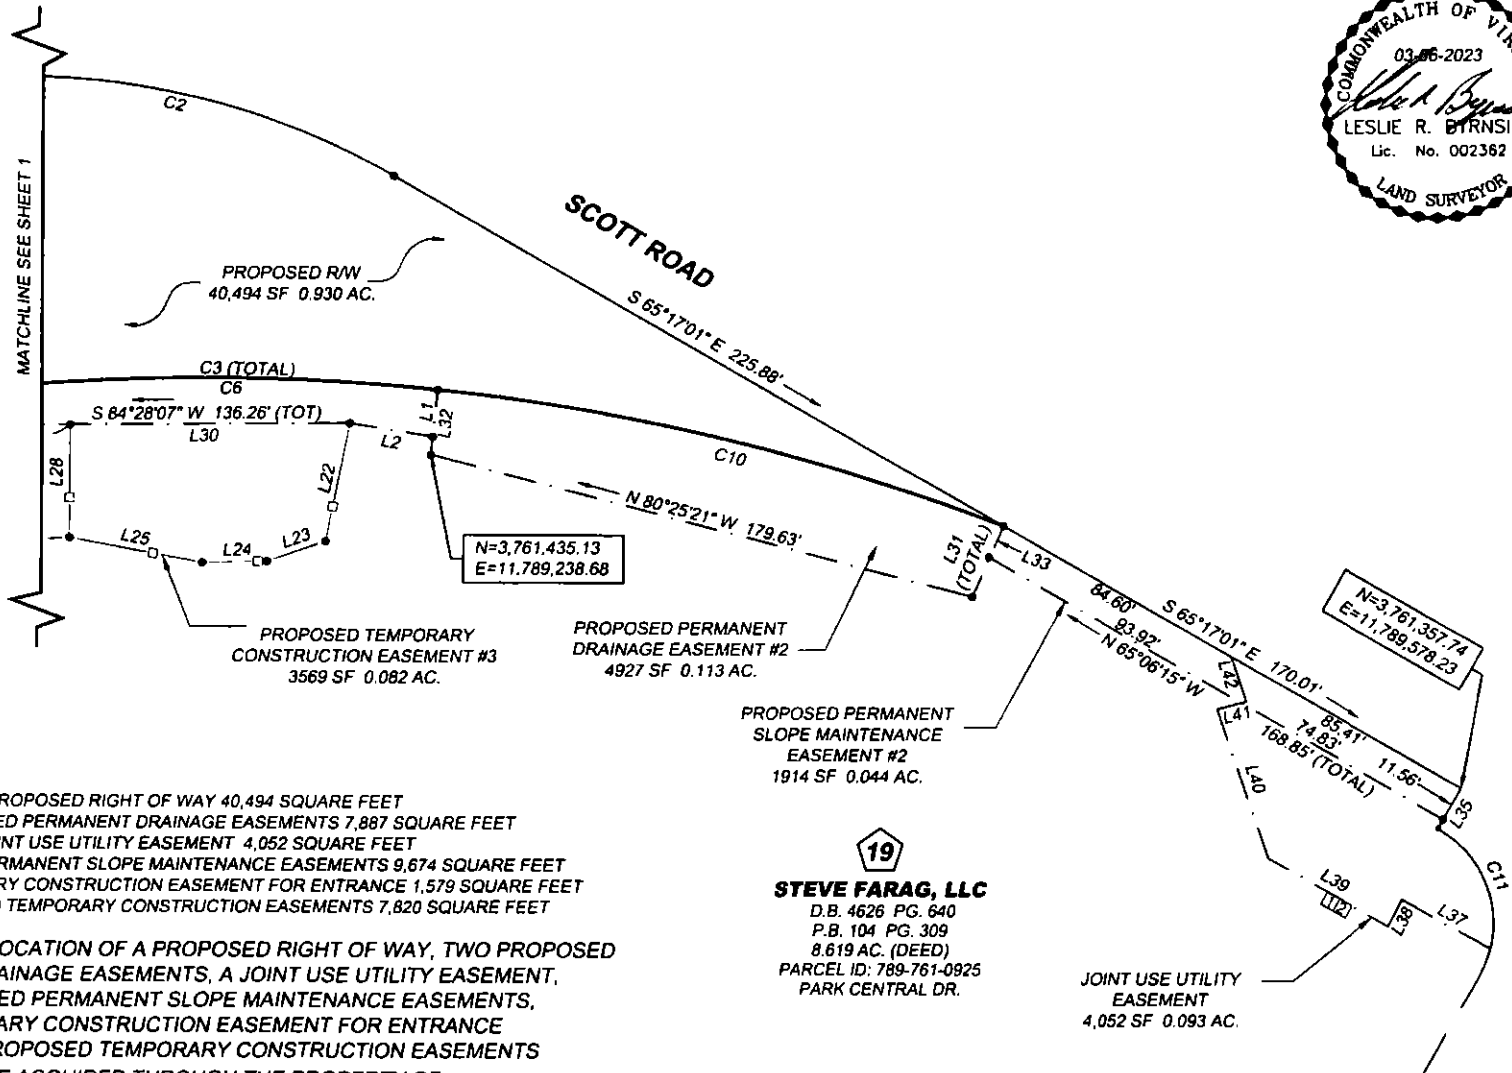 COMMONWEALTH OF
03-06-2023
LESLIE R.
Lic. No. 002362
LAND SURVEYOR
MATCHLINE SEE SHEET 1
C2
SCOTT ROAD
PROPOSED R/W
40,494 SF 0.930 AC.
S 65°17'01" E 225.88'
C3 (TOTAL)
C6
S 84°28'07" W 136.26' (TOT)
L30
L1
L32
L2
C10
L28
L22
L25
L24
L23
N 80°25'21" W 179.63'
L31
(TOTAL)
L33
N=3,761,435.13
E=11,789,238.68
84.60'
S 65°17'01" E 170.01'
93.92'
N 65°06'15" W
N=3,761,357.74
E=11,789,578.23
PROPOSED TEMPORARY
CONSTRUCTION EASEMENT #3
3569 SF 0.082 AC.
PROPOSED PERMANENT
DRAINAGE EASEMENT #2
4927 SF 0.113 AC.
L42
L41
85.41'
74.83'
168.85' (TOTAL)
11.56'
L35
L40
PROPOSED PERMANENT
SLOPE MAINTENANCE
EASEMENT #2
1914 SF 0.044 AC.
C11
L39
L38
L37
ROPOSED RIGHT OF WAY 40,494 SQUARE FEET
ED PERMANENT DRAINAGE EASEMENTS 7,887 SQUARE FEET
NT USE UTILITY EASEMENT 4,052 SQUARE FEET
RMANENT SLOPE MAINTENANCE EASEMENTS 9,674 SQUARE FEET
RY CONSTRUCTION EASEMENT FOR ENTRANCE 1,579 SQUARE FEET
TEMPORARY CONSTRUCTION EASEMENTS 7,820 SQUARE FEET
19
STEVE FARAG, LLC
D.B. 4626 PG. 640
P.B. 104 PG. 309
8.619 AC. (DEED)
PARCEL ID: 789-761-0925
PARK CENTRAL DR.
OCATION OF A PROPOSED RIGHT OF WAY, TWO PROPOSED
AINAGE EASEMENTS, A JOINT USE UTILITY EASEMENT,
ED PERMANENT SLOPE MAINTENANCE EASEMENTS,
ARY CONSTRUCTION EASEMENT FOR ENTRANCE
ROPOSED TEMPORARY CONSTRUCTION EASEMENTS
JOINT USE UTILITY
EASEMENT
4,052 SF 0.093 AC.